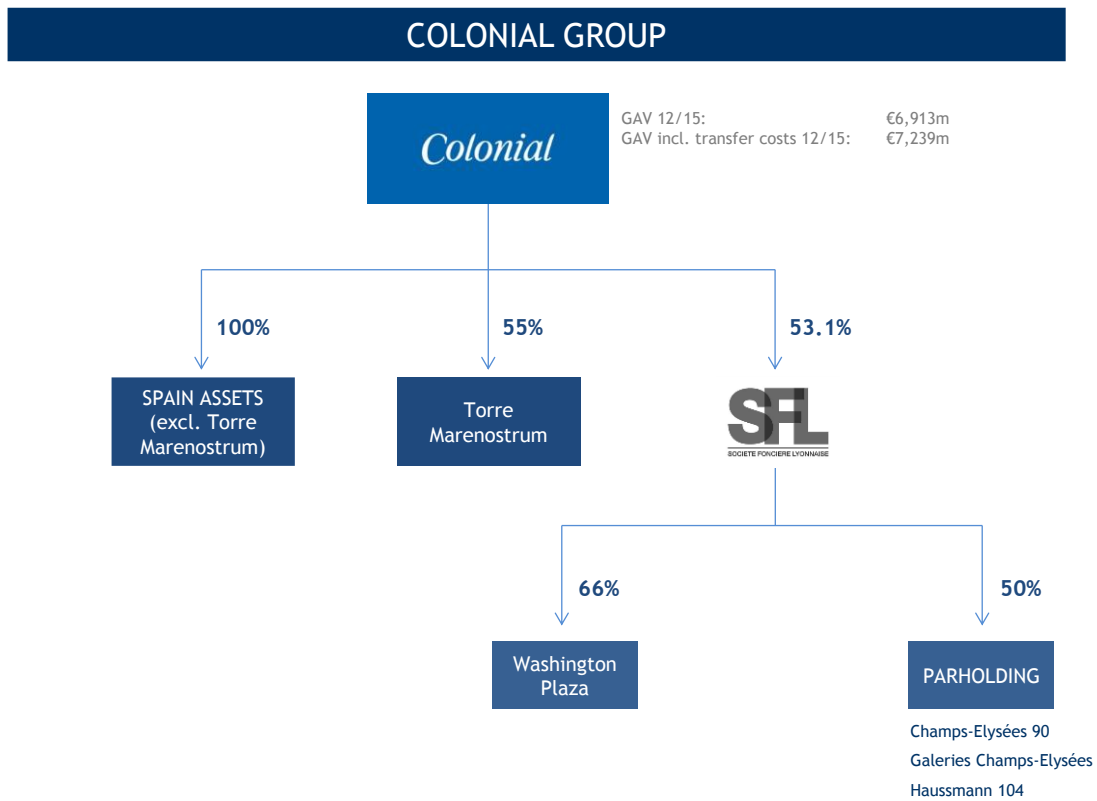 COLONIAL GROUP
Colonial
GAV 12/15: €6,913m
GAV incl. transfer costs 12/15: €7,239m
100%
55%
53.1%
SPAIN ASSETS
(excl. Torre
Marenostrum)
Torre
Marenostrum
SFL
SOCIETE FONCIERE LYONNAISE
66%
50%
Washington
Plaza
PARHOLDING
Champs-Elysées 90
Galeries Champs-Elysées
Haussmann 104